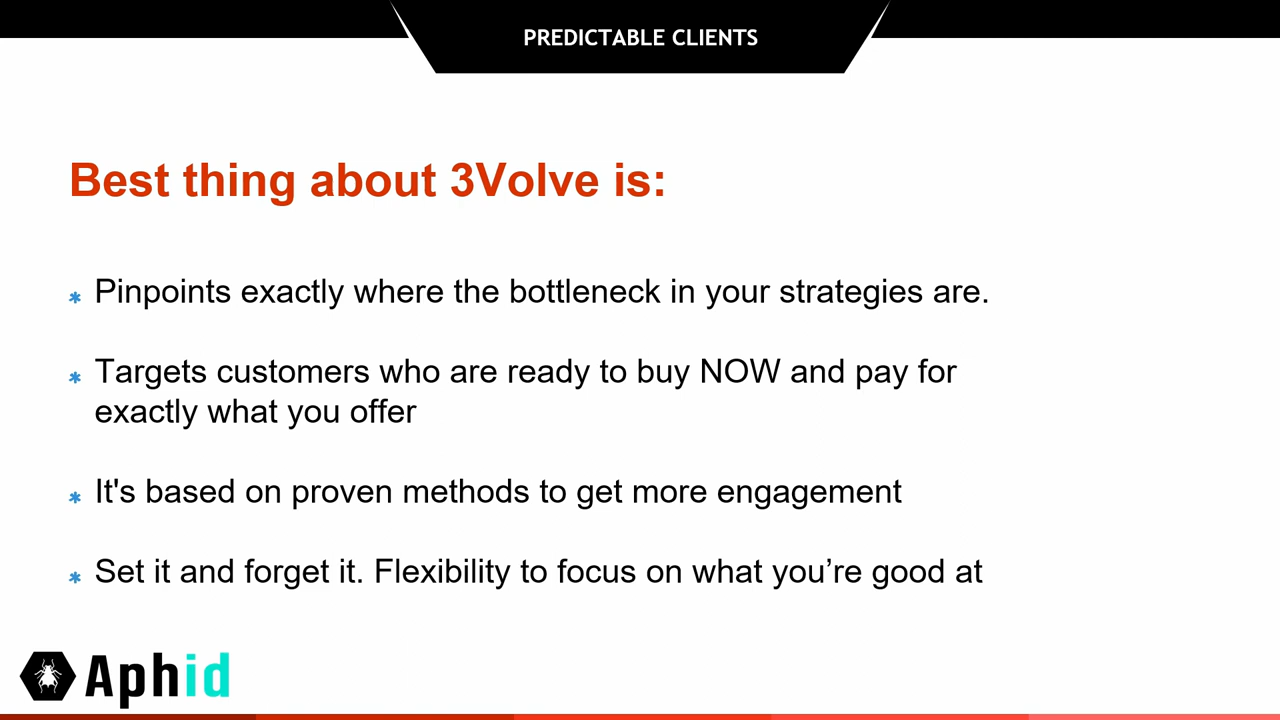 PREDICTABLE CLIENTS
Best thing about 3Volve is:
* Pinpoints exactly where the bottleneck in your strategies are.
* Targets customers who are ready to buy NOW and pay for
exactly what you offer
* It's based on proven methods to get more engagement
* Set it and forget it. Flexibility to focus on what you’re good at
Aphid